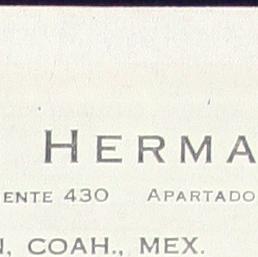 HERMA
ENTE 430 APARTADO
, COAH., MEX.